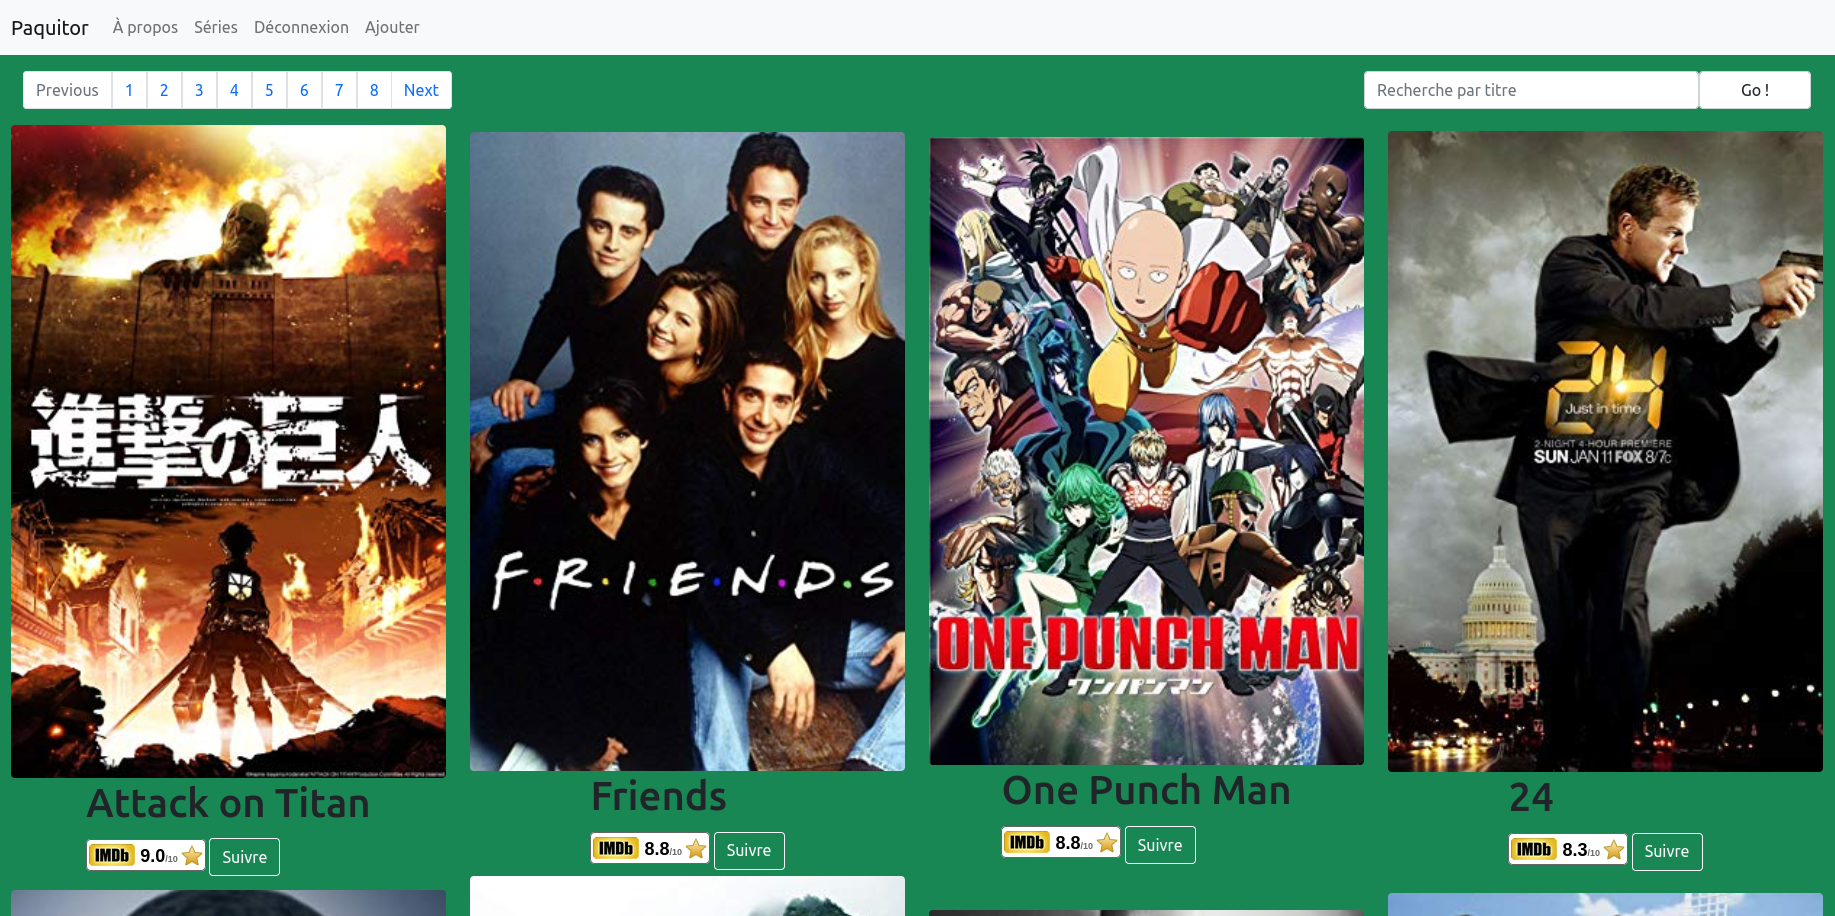 Paquitor À propos Séries Déconnexion Ajouter
Previous 1 2 3 4 5 6 7 8 Next
Recherche par titre Go !
進撃の巨人
F·R·I·E·N·D·S
ONE PUNCH MAN
ワンパンマン
24
Just in time
2-NIGHT 4-HOUR PREMIERE
SUN JAN 11 FOX 8/7c
Attack on Titan
IMDb 9.0/10 Suivre
Friends
IMDb 8.8/10 Suivre
One Punch Man
IMDb 8.8/10 Suivre
24
IMDb 8.3/10 Suivre